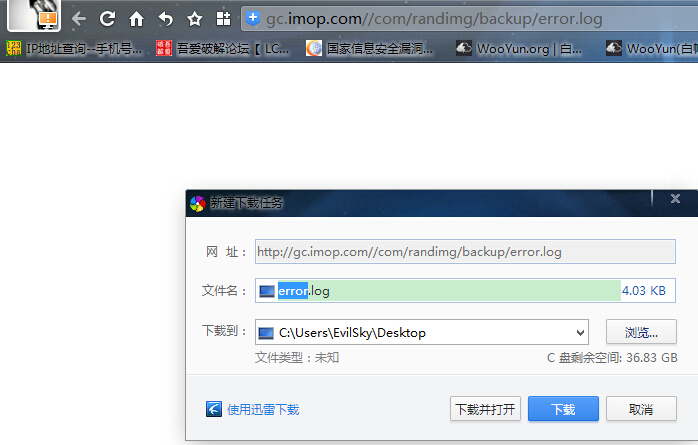 gc.imop.com//com/randimg/backup/error.log
IP地址查询--手机号... 吾爱破解论坛【 LC... 国家信息安全漏洞... WooYun.org | 白... WooYun(白帽
新建下载任务
网 址： http://gc.imop.com//com/randimg/backup/error.log
文件名： error.log 4.03 KB
下载到： C:\Users\EvilSky\Desktop 浏览...
文件类型：未知 C 盘剩余空间: 36.83 GB
使用迅雷下载 下载并打开 下载 取消